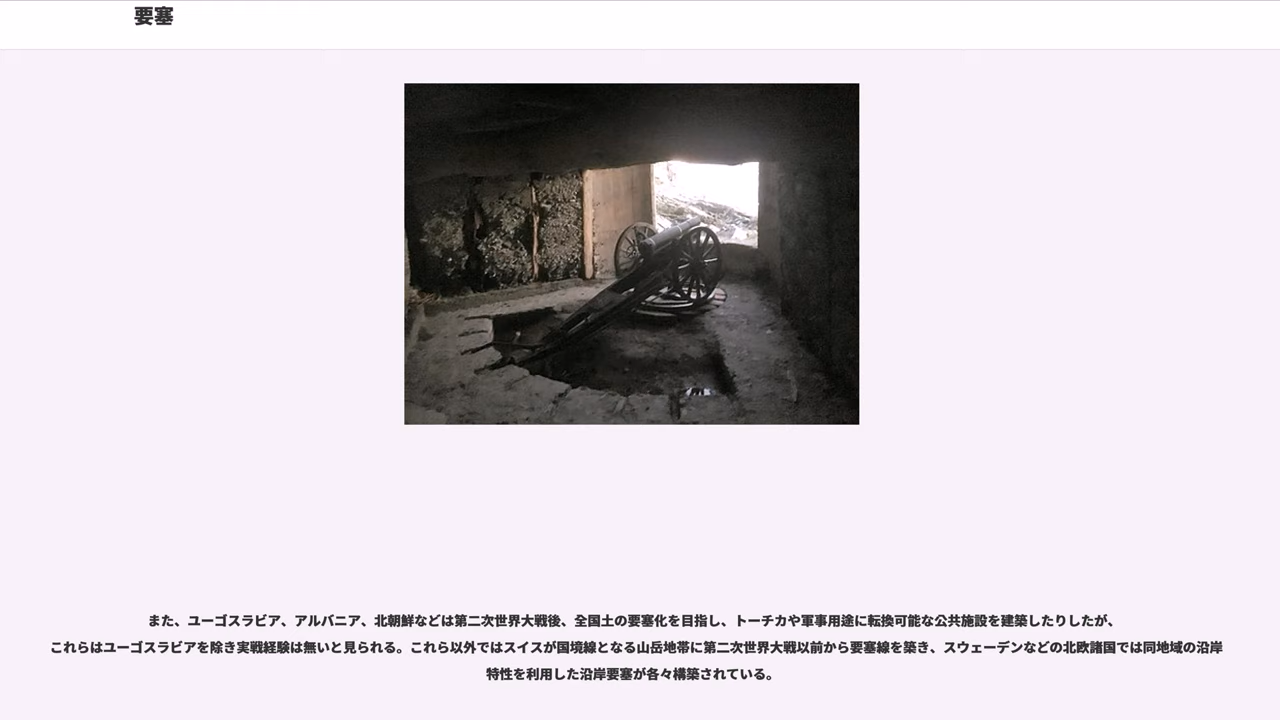 要塞
また、ユーゴスラビア、アルバニア、北朝鮮などは第二次世界大戦後、全国土の要塞化を目指し、トーチカや軍事用途に転換可能な公共施設を建築したりしたが、
これらはユーゴスラビアを除き実戦経験は無いと見られる。これら以外ではスイスが国境線となる山岳地帯に第二次世界大戦以前から要塞線を築き、スウェーデンなどの北欧諸国では同地域の沿岸
特性を利用した沿岸要塞が各々構築されている。